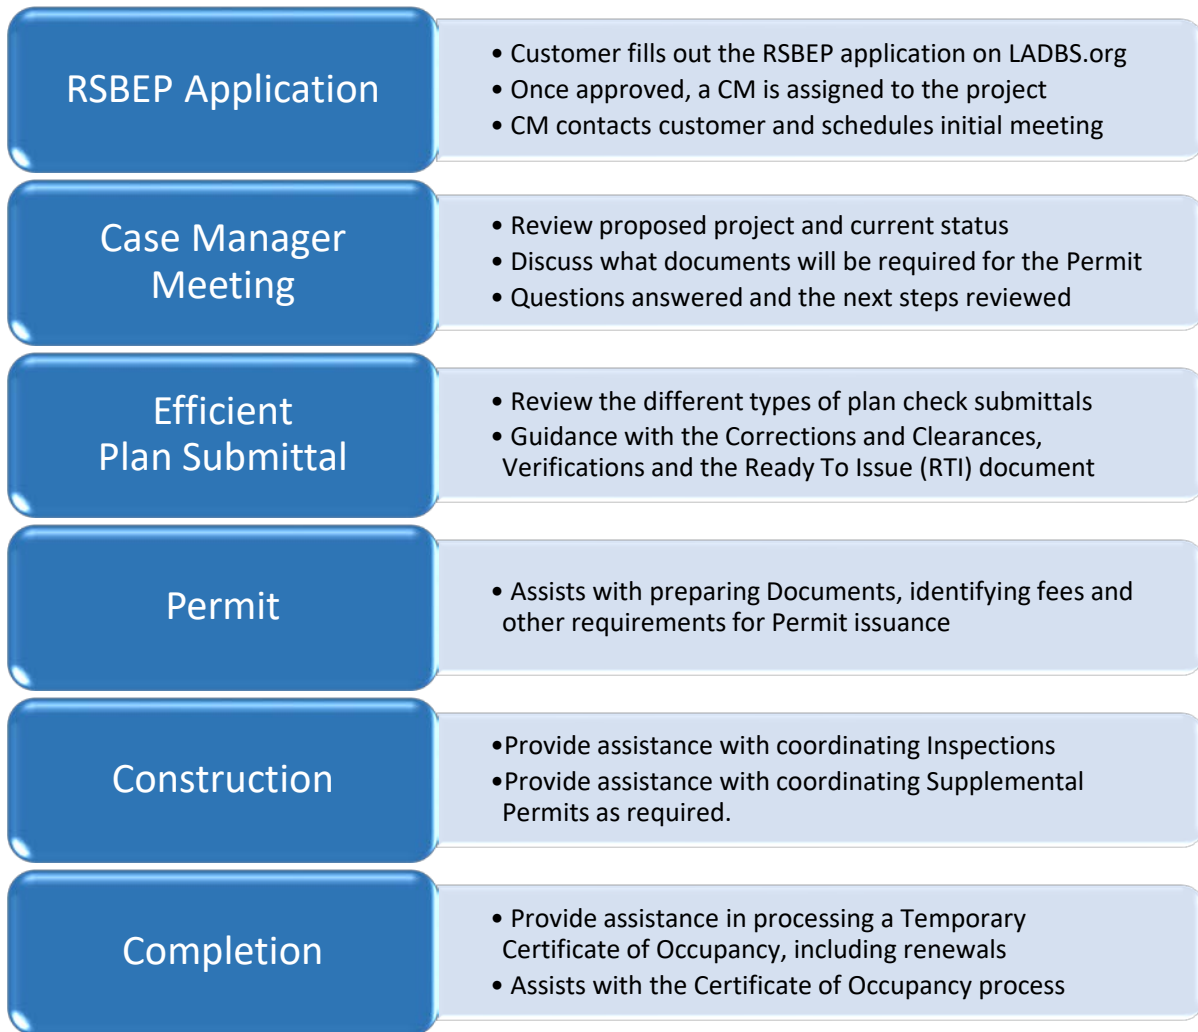 RSBEP Application
• Customer fills out the RSBEP application on LADBS.org
• Once approved, a CM is assigned to the project
• CM contacts customer and schedules initial meeting
Case Manager
Meeting
• Review proposed project and current status
• Discuss what documents will be required for the Permit
• Questions answered and the next steps reviewed
Efficient
Plan Submittal
• Review the different types of plan check submittals
• Guidance with the Corrections and Clearances,
Verifications and the Ready To Issue (RTI) document
Permit
• Assists with preparing Documents, identifying fees and
other requirements for Permit issuance
Construction
•Provide assistance with coordinating Inspections
•Provide assistance with coordinating Supplemental
Permits as required.
Completion
• Provide assistance in processing a Temporary
Certificate of Occupancy, including renewals
• Assists with the Certificate of Occupancy process